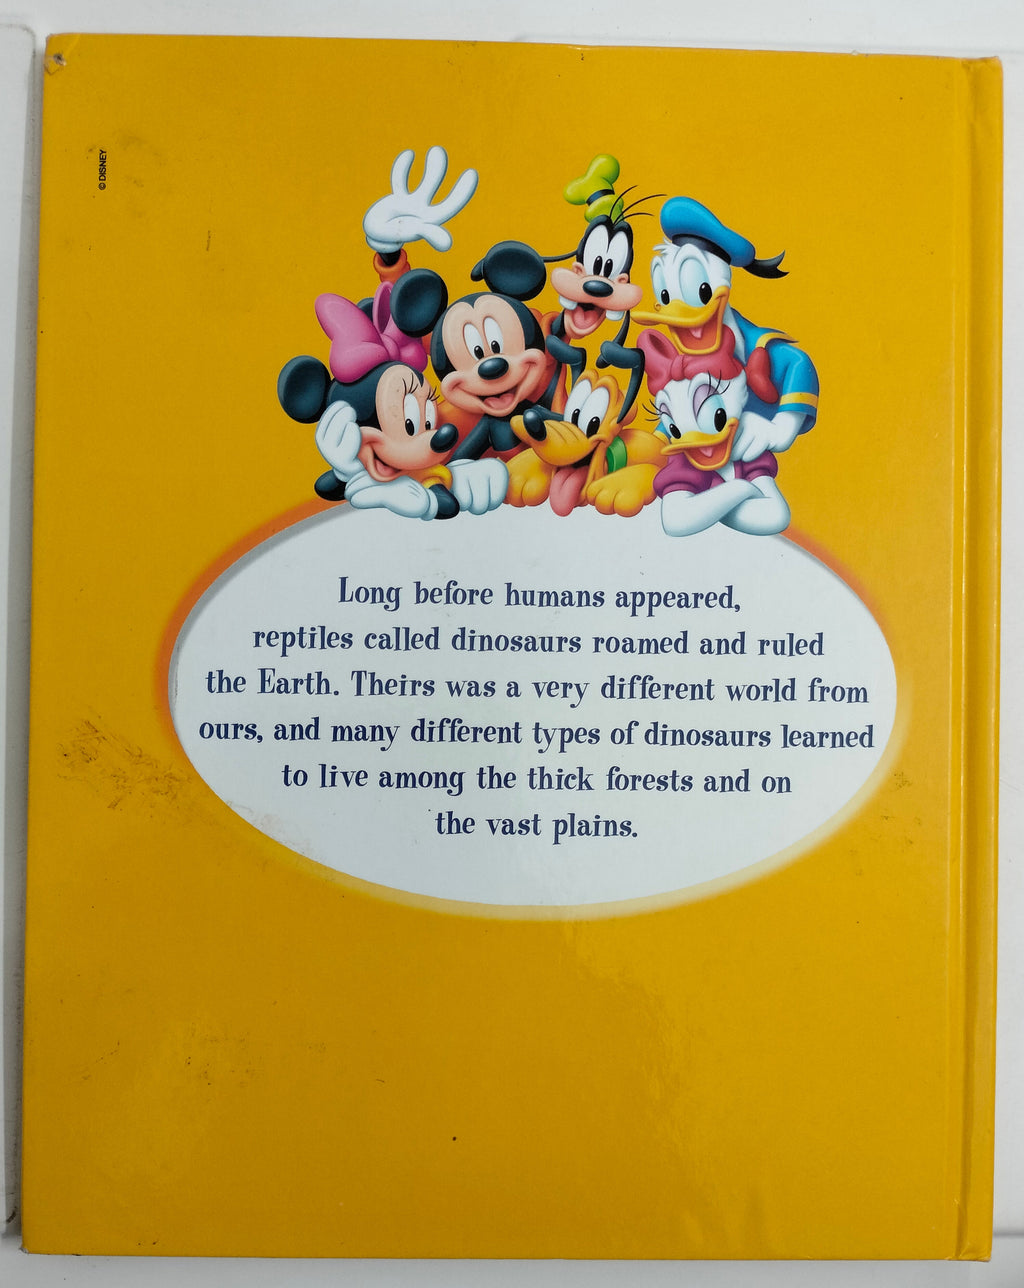 © DISNEY
Long before humans appeared,
reptiles called dinosaurs roamed and ruled
the Earth. Theirs was a very different world from
ours, and many different types of dinosaurs learned
to live among the thick forests and on
the vast plains.